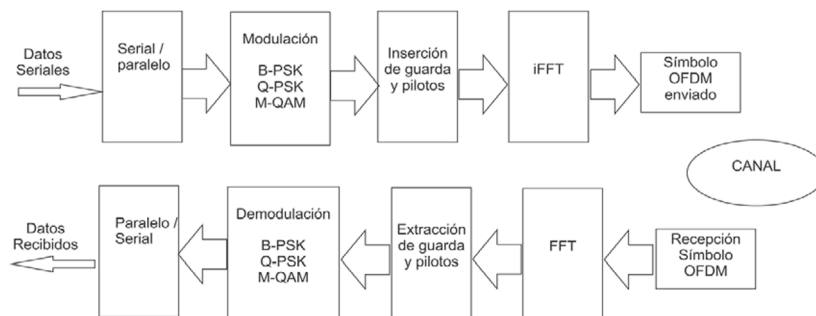 Datos
Seriales
Serial /
paralelo
Modulación
B-PSK
Q-PSK
M-QAM
Inserción
de guarda
y pilotos
iFFT
Símbolo
OFDM
enviado
CANAL
Datos
Recibidos
Paralelo /
Serial
Demodulación
B-PSK
Q-PSK
M-QAM
Extracción
de guarda
y pilotos
FFT
Recepción
Símbolo
OFDM